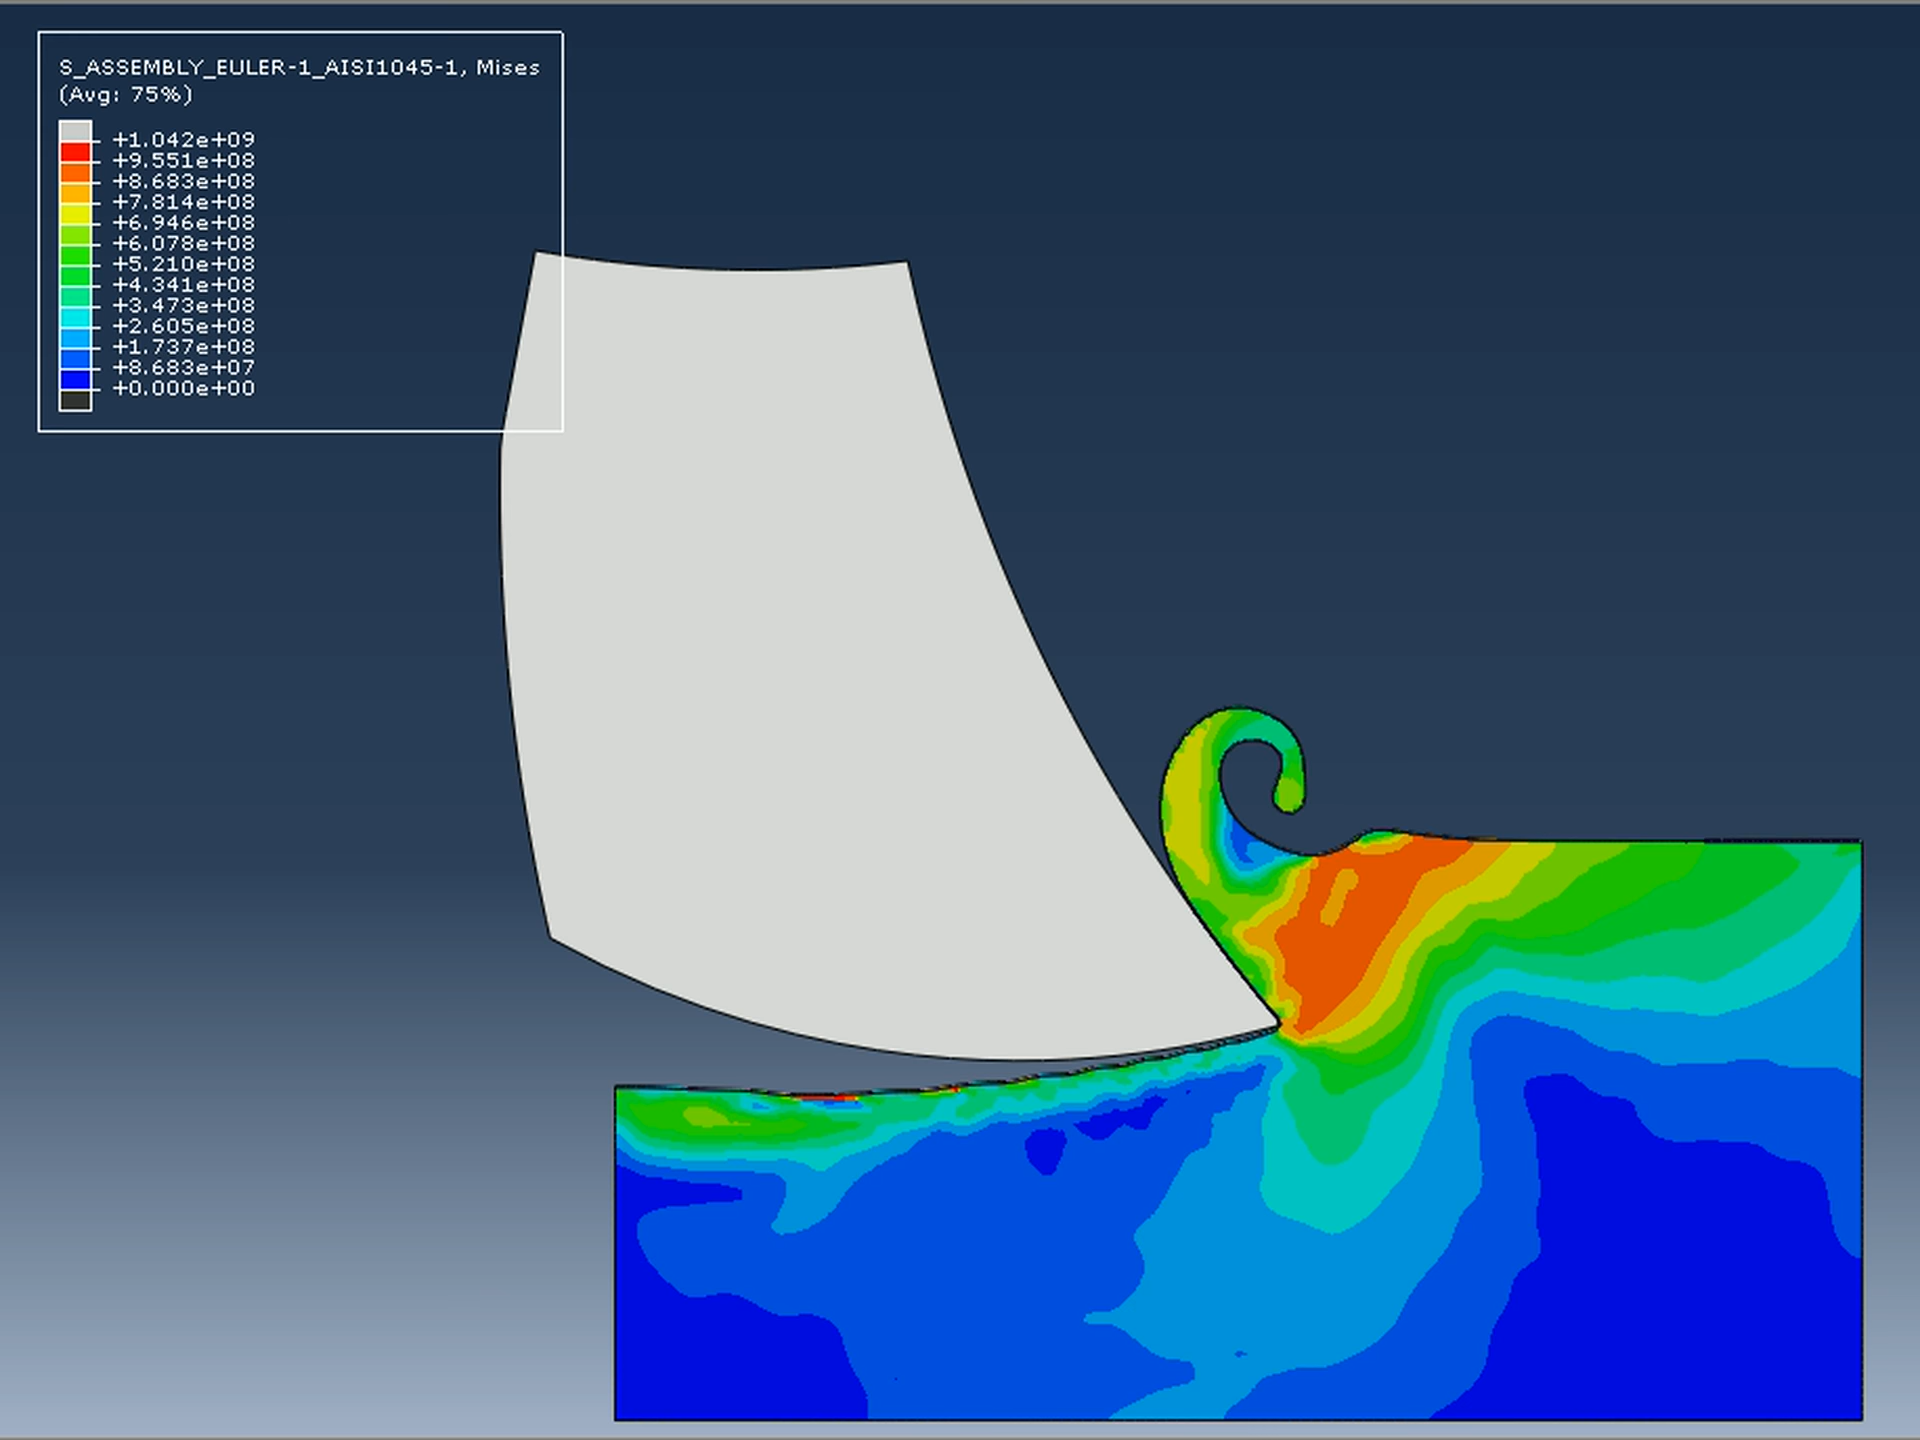 S_ASSEMBLY_EULER-1_AISI1045-1, Mises
(Avg: 75%)
+1.042e+09
+9.551e+08
+8.683e+08
+7.814e+08
+6.946e+08
+6.078e+08
+5.210e+08
+4.341e+08
+3.473e+08
+2.605e+08
+1.737e+08
+8.683e+07
+0.000e+00